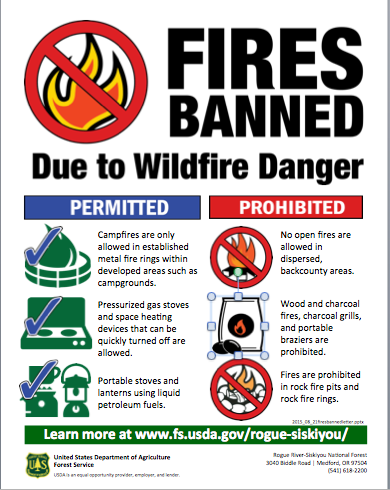 FIRES
BANNED
Due to Wildfire Danger
PERMITTED
Campfires are only
allowed in established
metal fire rings within
developed areas such as
campgrounds.
Pressurized gas stoves
and space heating
devices that can be
quickly turned off are
allowed.
Portable stoves and
lanterns using liquid
petroleum fuels.
PROHIBITED
No open fires are
allowed in
dispersed,
backcounty areas.
Wood and charcoal
fires, charcoal grills,
and portable
braziers are
prohibited.
Fires are prohibited
in rock fire pits and
rock fire rings.
2015_08_21firesbannedletter.pptx
Learn more at www.fs.usda.gov/rogue-siskiyou/
United States Department of Agriculture
Forest Service
USDA is an equal opportunity provider, employer, and lender.
Rogue River-Siskiyou National Forest
3040 Biddle Road | Medford, OR 97504
(541) 618-2200